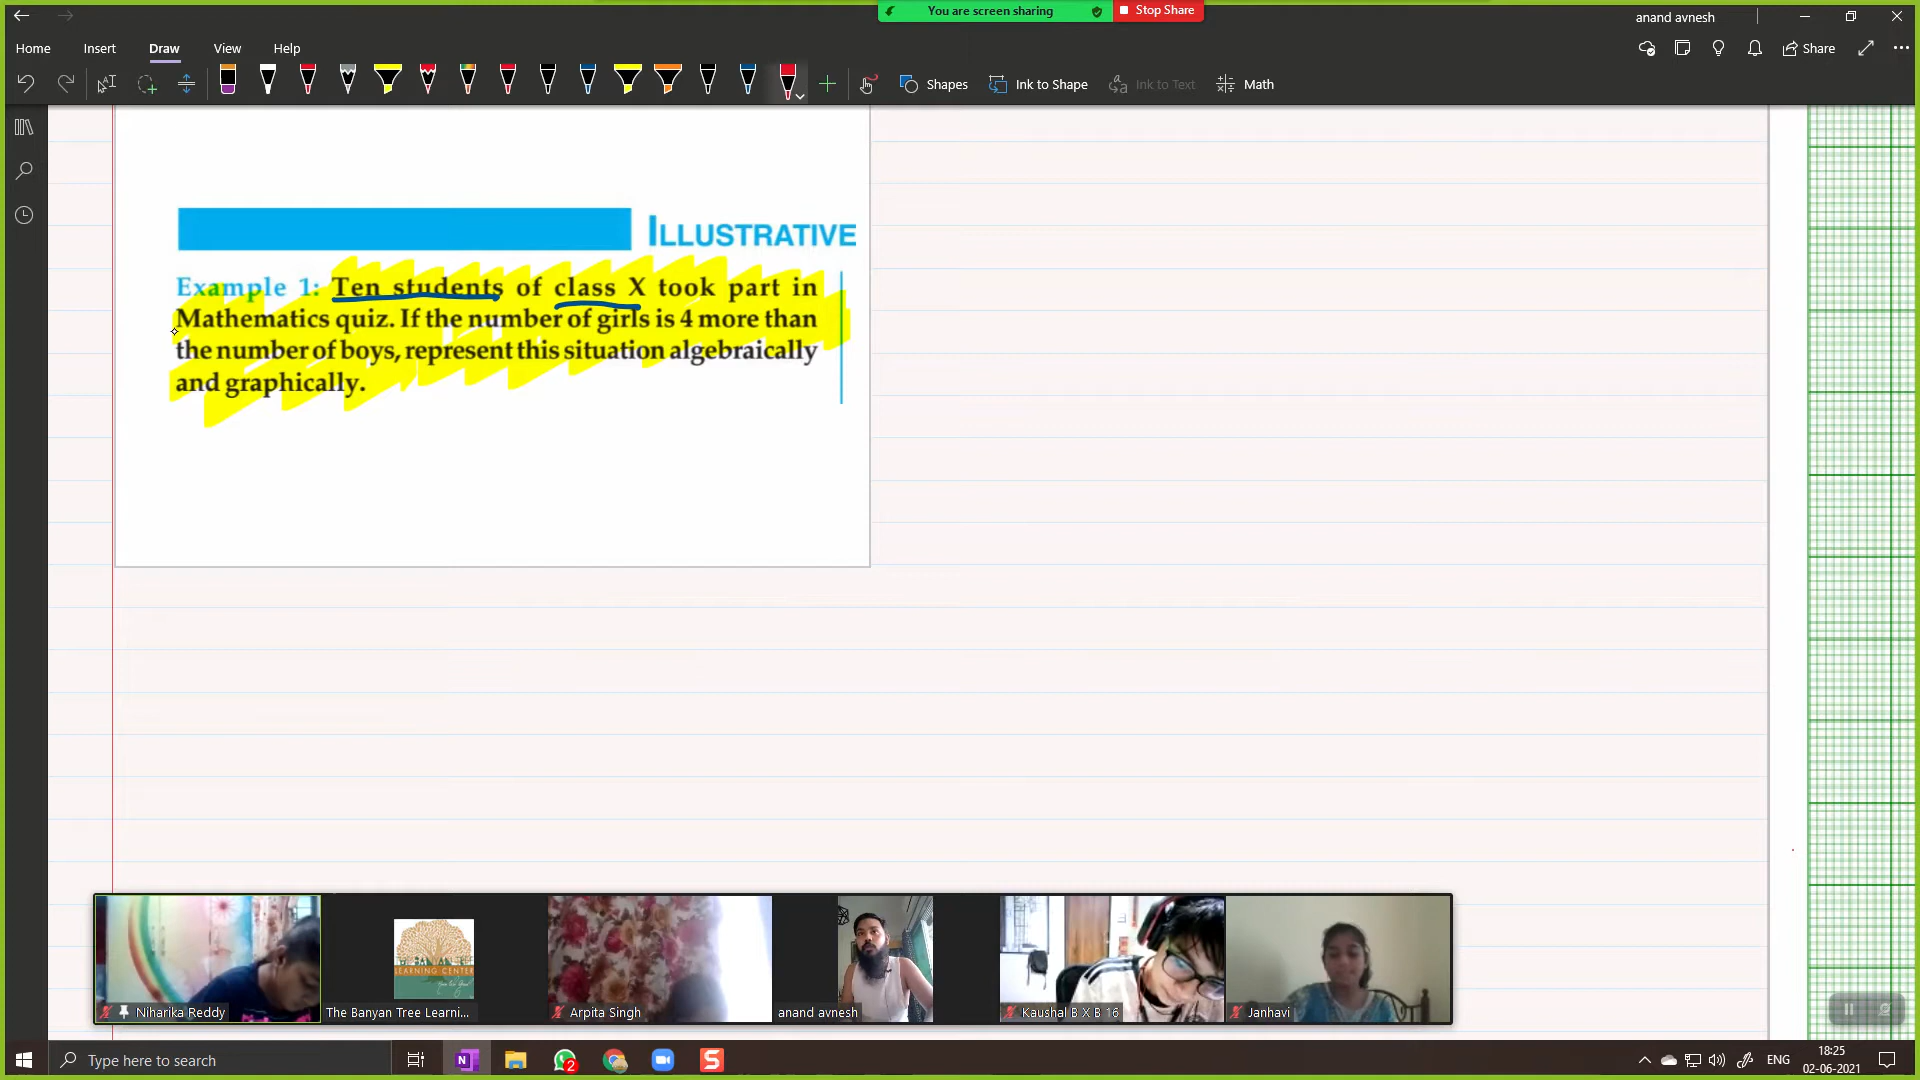 You are screen sharing
Stop Share
anand avnesh
Home Insert Draw View Help
Share
Shapes Ink to Shape Ink to Text Math
ILLUSTRATIVE
Example 1: Ten students of class X took part in
Mathematics quiz. If the number of girls is 4 more than
the number of boys, represent this situation algebraically
and graphically.
LEARNING CENTER
Niharika Reddy
The Banyan Tree Learni...
Arpita Singh
anand avnesh
Kaushal B X B 16
Janhavi
Type here to search
N
2
S
ENG
18:25
02-06-2021